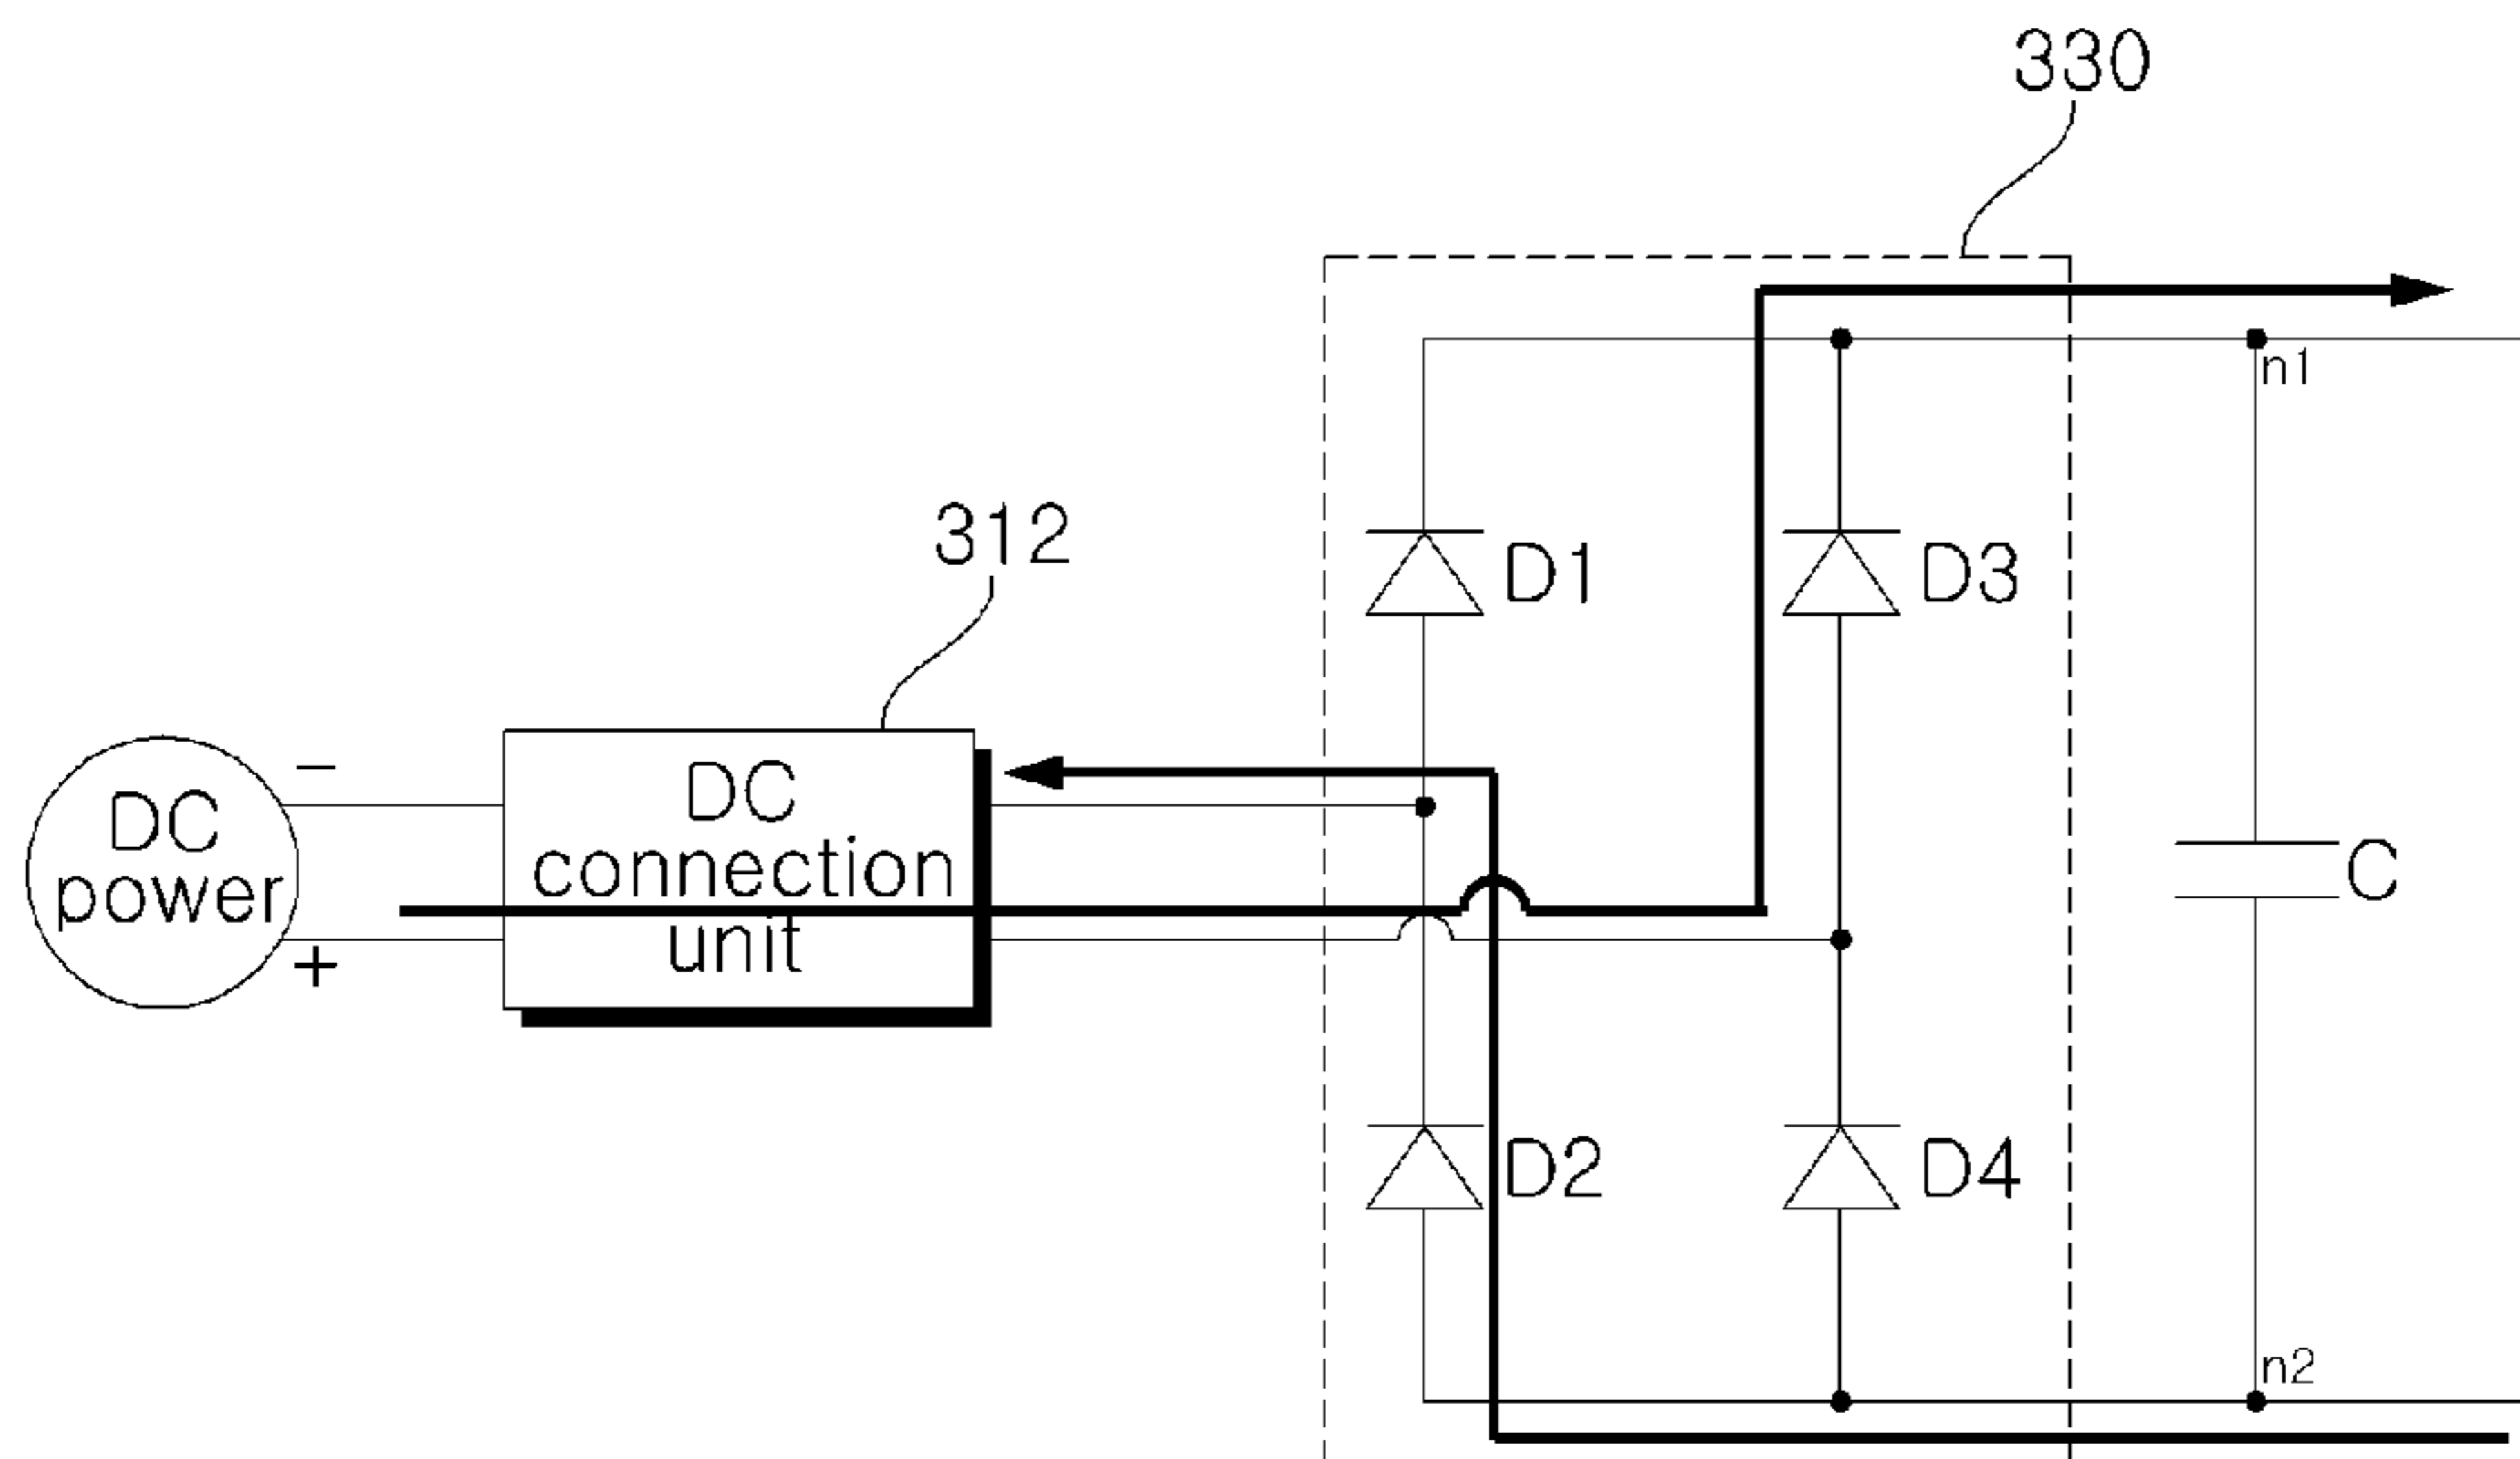 330
n1
312
D1
D3
−
DC
power
DC
connection
unit
C
+
D2
D4
n2